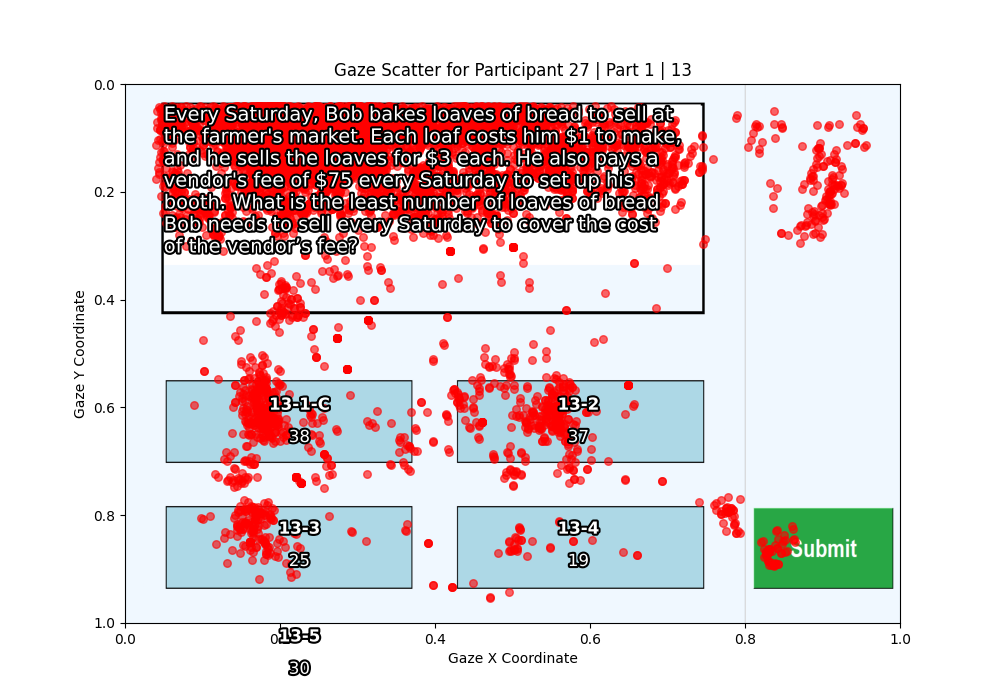 Gaze Scatter for Participant 27 | Part 1 | 13
Every Saturday, Bob bakes loaves of bread to sell at
the farmer's market. Each loaf costs him $1 to make,
and he sells the loaves for $3 each. He also pays a
vendor's fee of $75 every Saturday to set up his
booth. What is the least number of loaves of bread
Bob needs to sell every Saturday to cover the cost
of the vendor’s fee?
13-1-C
38
13-2
37
13-3
25
13-4
19
Submit
13-5
30
0.0
0.2
0.4
0.6
0.8
1.0
Gaze Y Coordinate
0.0
0.2
0.4
0.6
0.8
1.0
Gaze X Coordinate